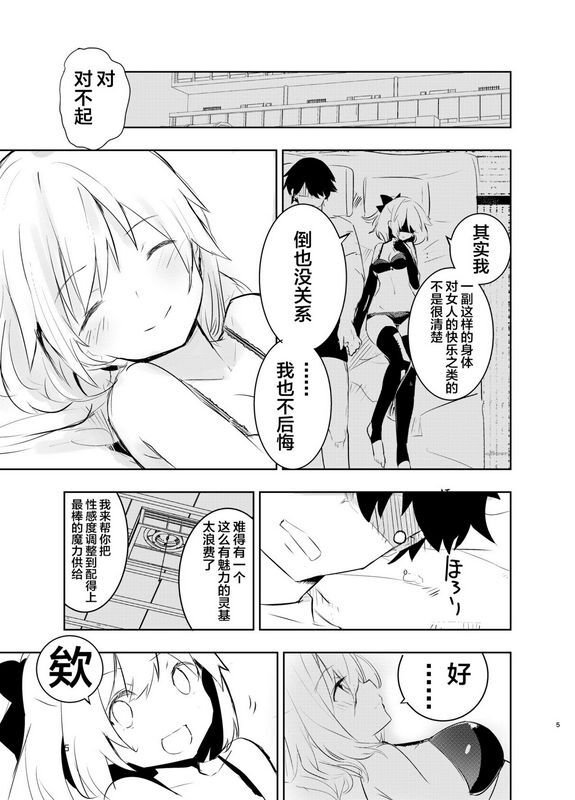 对
对不起
其实我
一副这样的身体
对女人的快乐之类的
不是很清楚
倒也没关系
……
我也不后悔
ほろり
难得有一个
这么有魅力的灵基
太浪费了
我来帮你把
性感度调整到配得上
最棒的魔力供给
好
……
欸
5